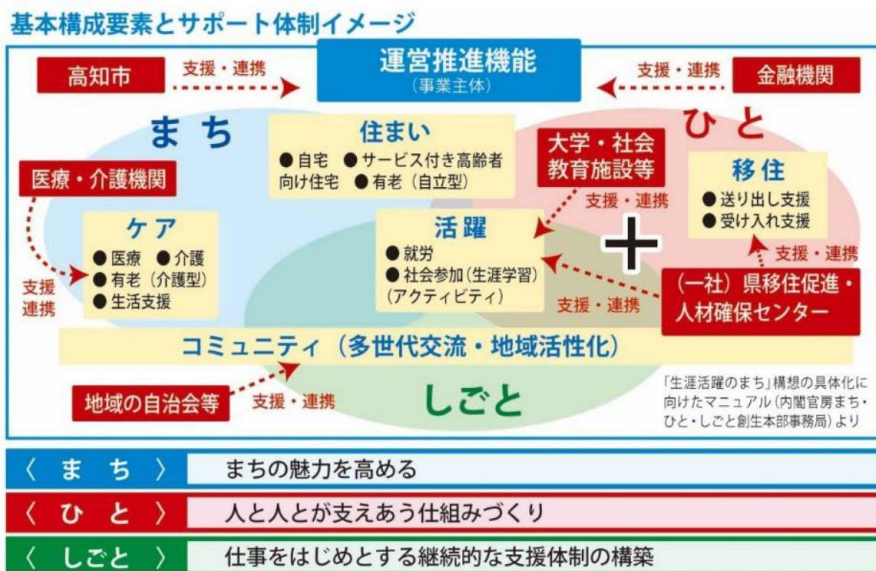 基本構成要素とサポート体制イメージ
高知市
支援・連携
運営推進機能
(事業主体)
支援・連携
金融機関
まち
ひと
住まい
●自宅 ●サービス付き高齢者
向け住宅 ●有老(自立型)
大学・社会
教育施設等
支援・連携
移住
●送り出し支援
●受け入れ支援
医療・介護機関
支援
連携
ケア
●医療 ●介護
●有老(介護型)
●生活支援
活躍
●就労
●社会参加(生涯学習)
(アクティビティ)
+
支援・連携
支援・連携
(一社)県移住促進・
人材確保センター
コミュニティ(多世代交流・地域活性化)
地域の自治会等
支援・連携
しごと
「生涯活躍のまち」構想の具体化に
向けたマニュアル(内閣官房まち・
ひと・しごと創生本部事務局)より
〈 ま ち 〉 まちの魅力を高める
〈 ひ と 〉 人と人とが支えあう仕組みづくり
〈 しごと 〉 仕事をはじめとする継続的な支援体制の構築